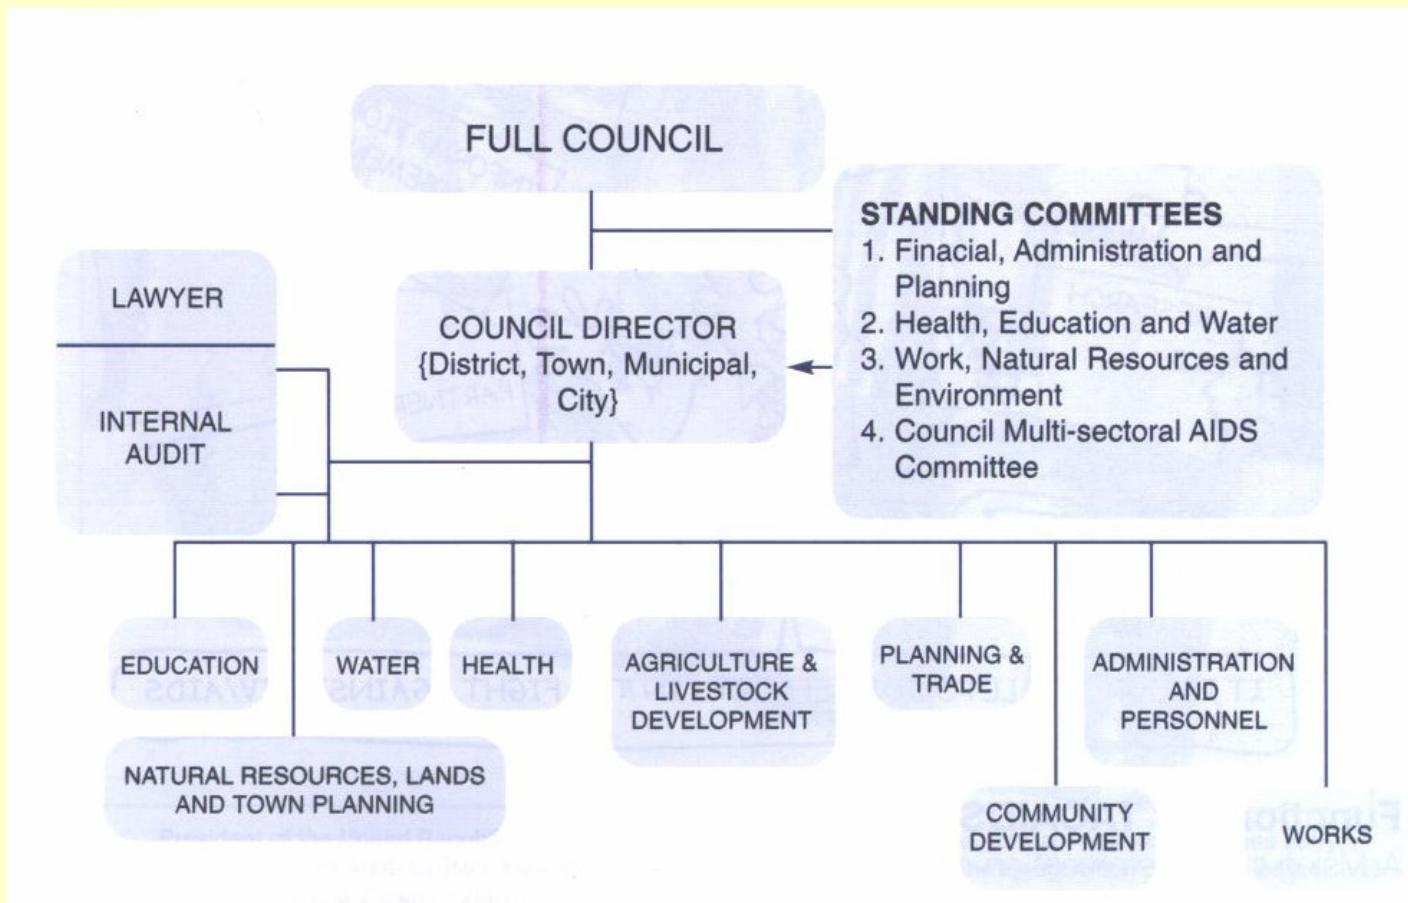 FULL COUNCIL
STANDING COMMITTEES
1. Finacial, Administration and
Planning
2. Health, Education and Water
3. Work, Natural Resources and
Environment
4. Council Multi-sectoral AIDS
Committee
COUNCIL DIRECTOR
{District, Town, Municipal,
City}
LAWYER
INTERNAL
AUDIT
EDUCATION
WATER
HEALTH
AGRICULTURE &
LIVESTOCK
DEVELOPMENT
PLANNING &
TRADE
ADMINISTRATION
AND
PERSONNEL
NATURAL RESOURCES, LANDS
AND TOWN PLANNING
COMMUNITY
DEVELOPMENT
WORKS